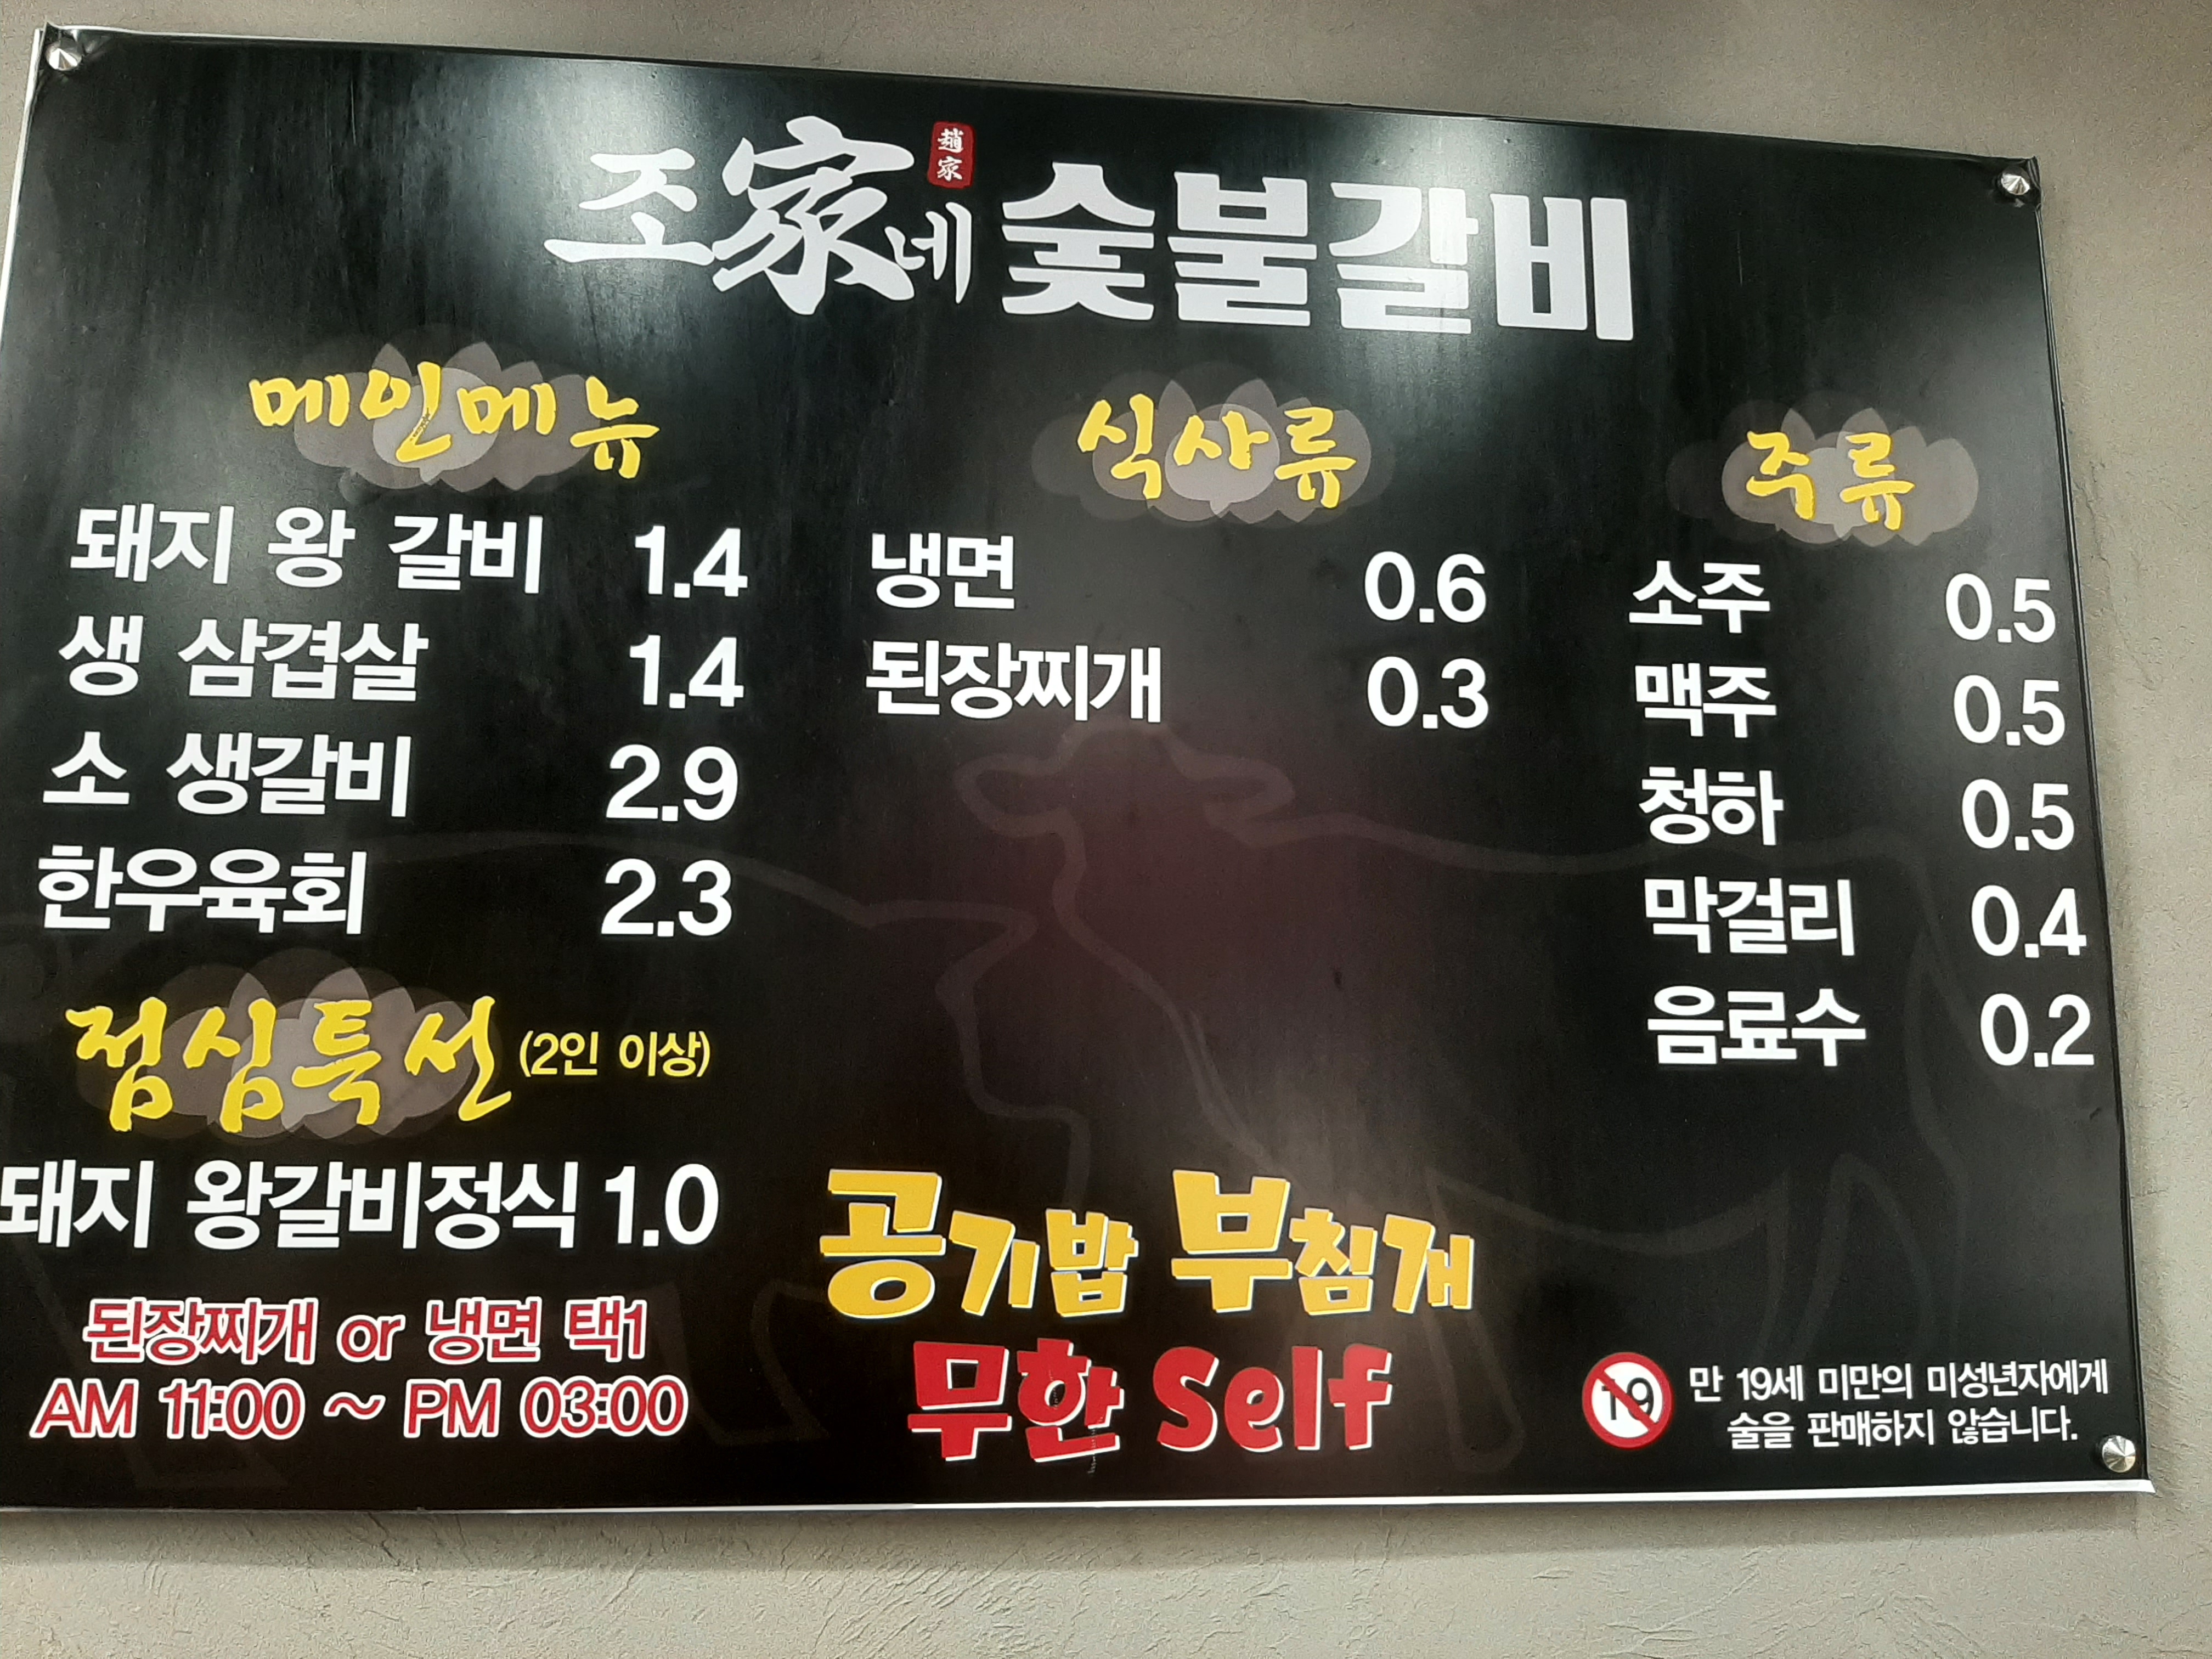 조家네 숯불갈비
趙家
메인메뉴
돼지 왕 갈비 1.4
생 삼겹살 1.4
소 생갈비 2.9
한우육회 2.3
점심특선 (2인 이상)
돼지 왕갈비정식 1.0
된장찌개 or 냉면 택1
AM 11:00 ~ PM 03:00
식사류
냉면 0.6
된장찌개 0.3
공기밥 부침개
무한 Self
주류
소주 0.5
맥주 0.5
청하 0.5
막걸리 0.4
음료수 0.2
19
만 19세 미만의 미성년자에게
술을 판매하지 않습니다.